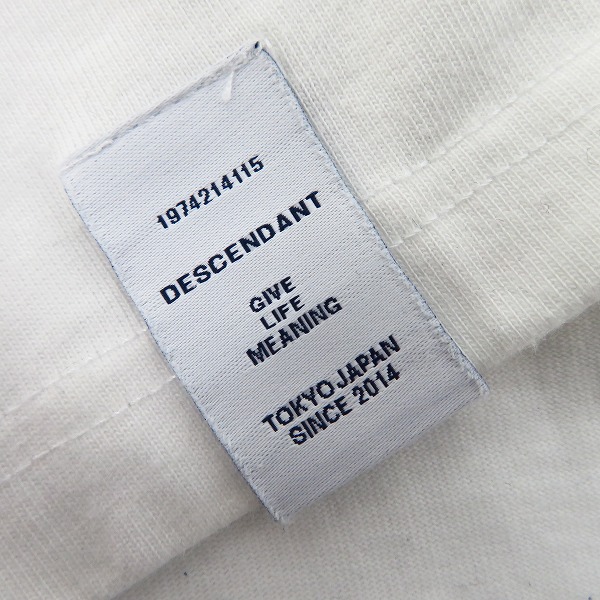 1974214115
DESCENDANT
GIVE
LIFE
MEANING
TOKYO JAPAN
SINCE 2014